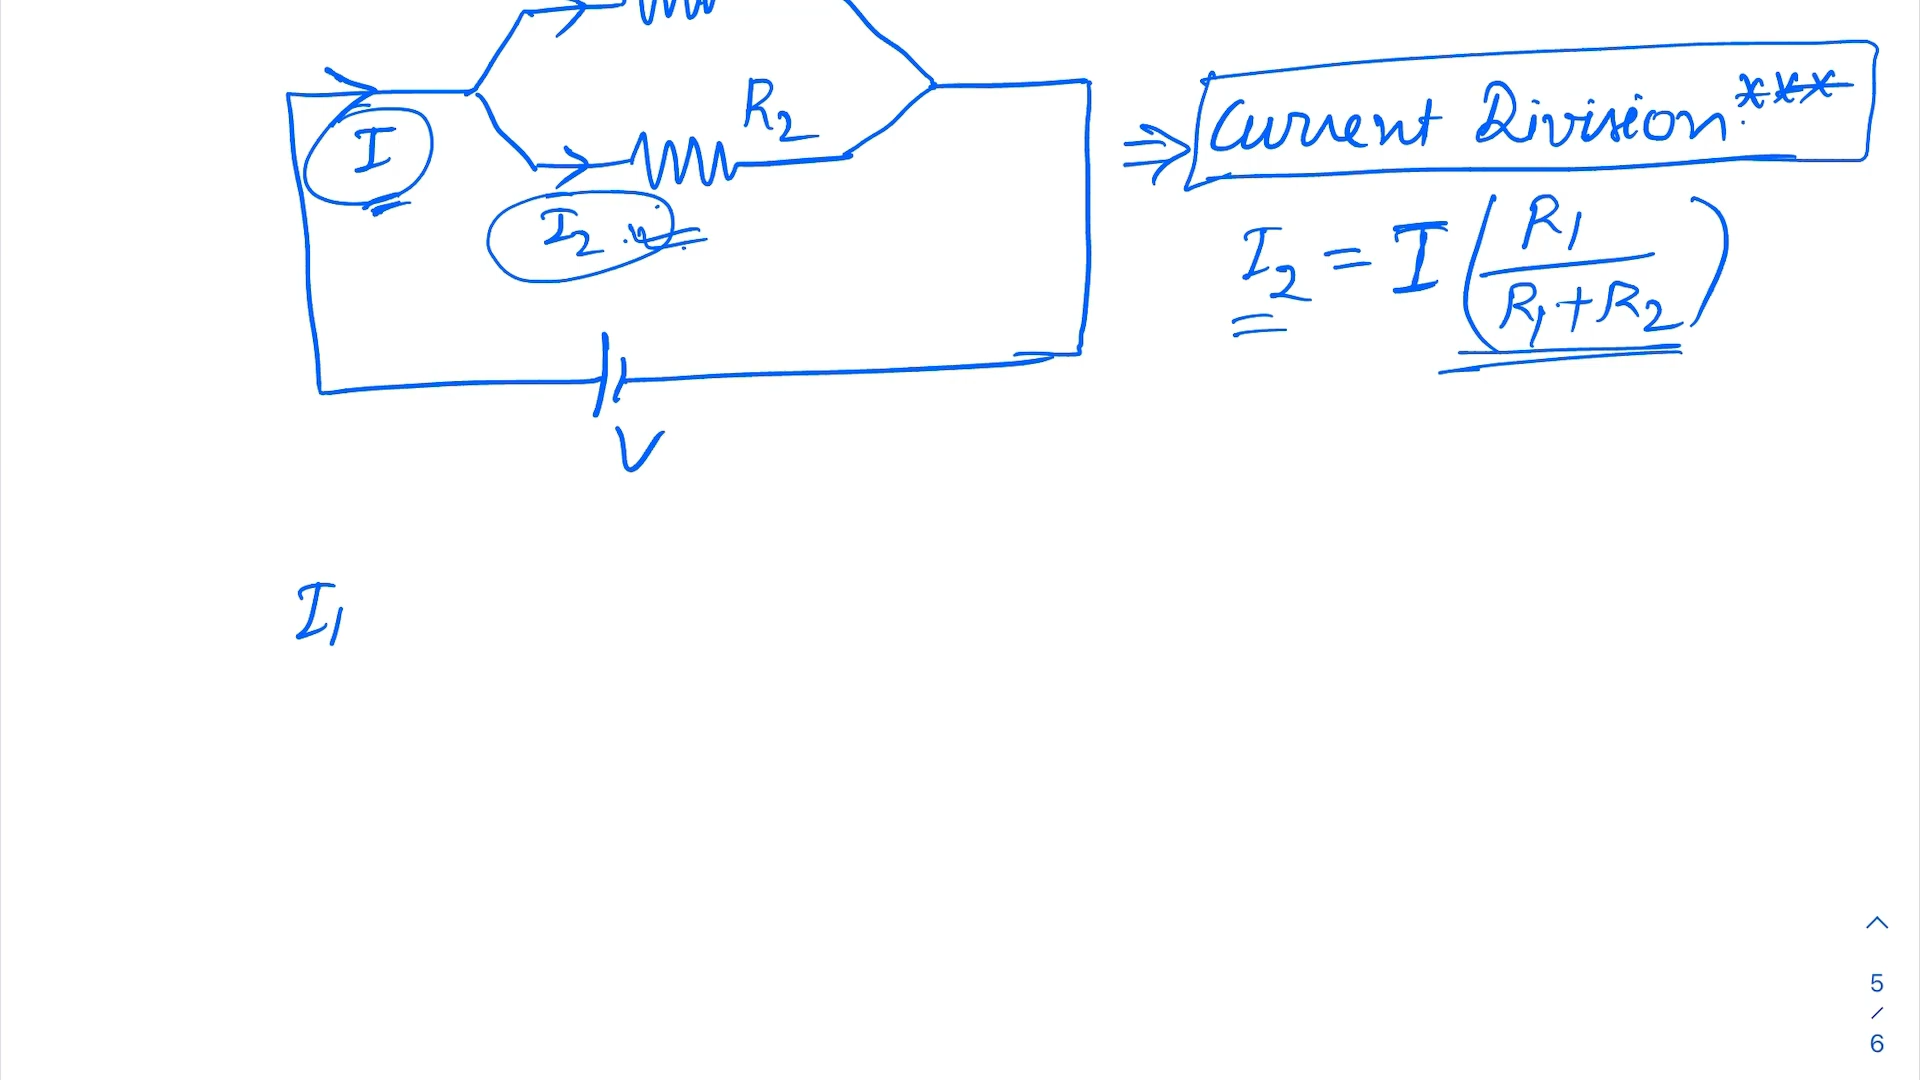 R₂
I
Current Division.***
I₂
I₂ = I (R₁ / (R₁ + R₂))
V
I₁
5
/
6